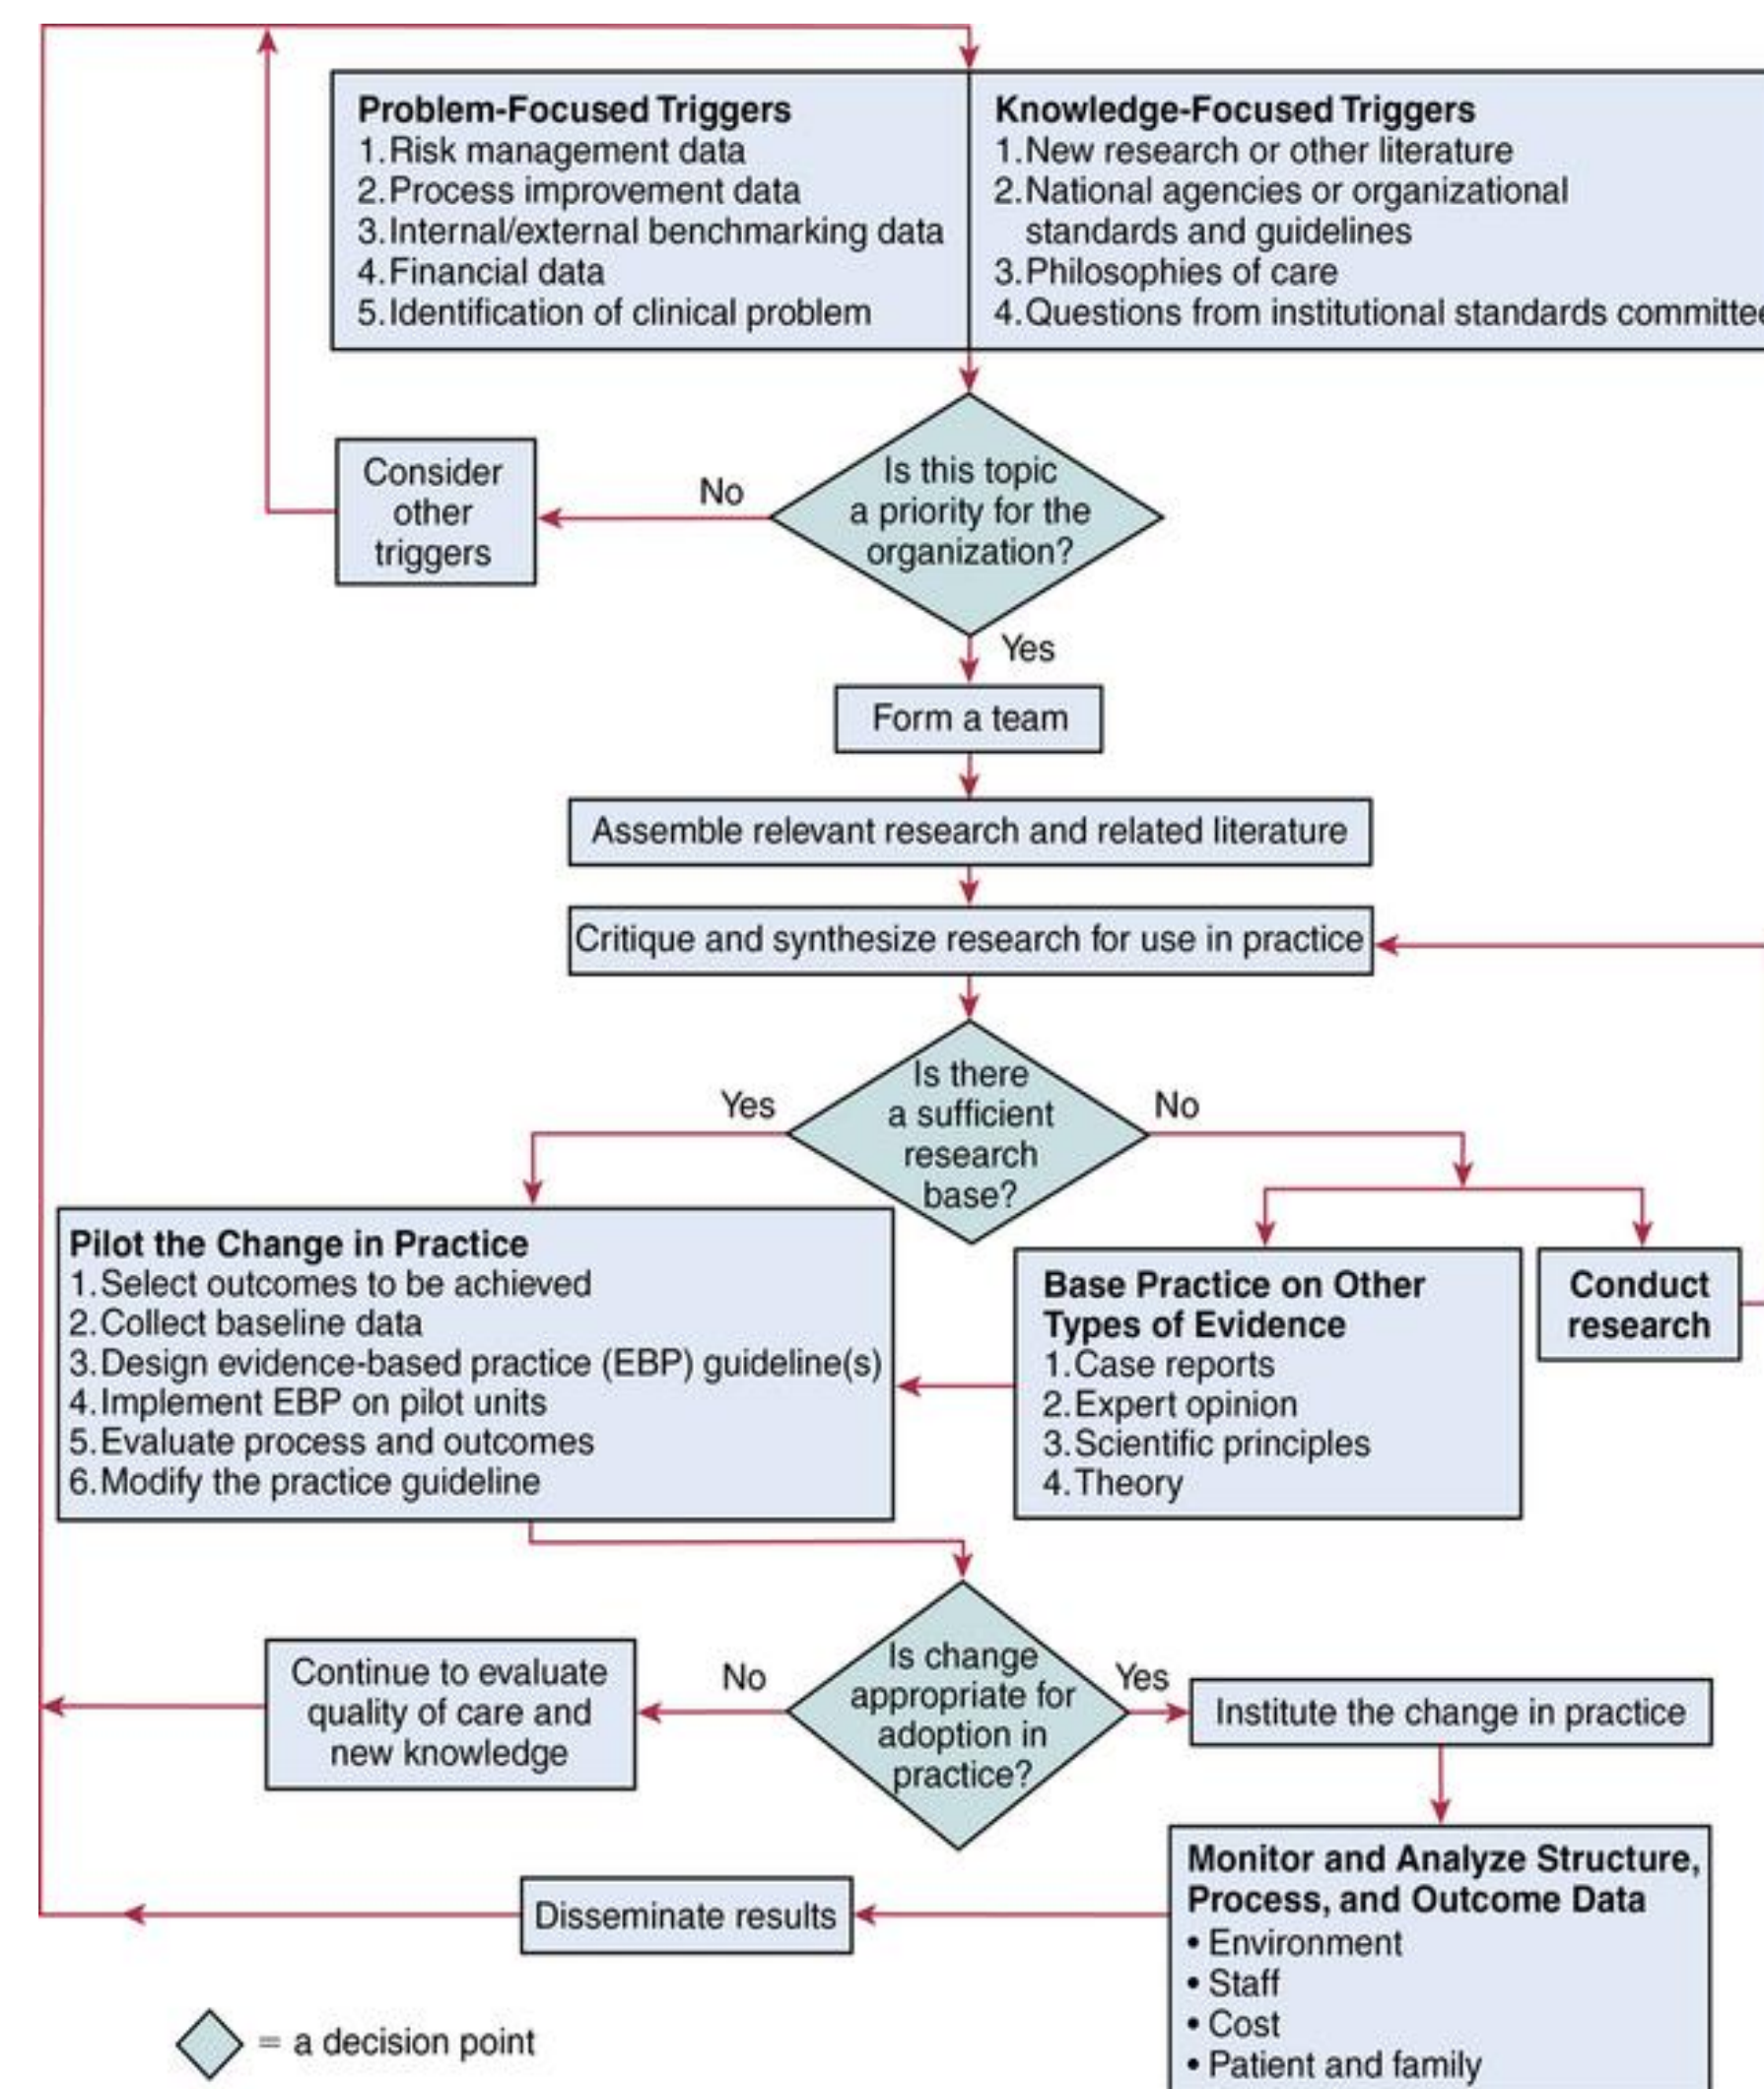 Problem-Focused Triggers
1. Risk management data
2. Process improvement data
3. Internal/external benchmarking data
4. Financial data
5. Identification of clinical problem
Knowledge-Focused Triggers
1. New research or other literature
2. National agencies or organizational
standards and guidelines
3. Philosophies of care
4. Questions from institutional standards committee
Is this topic
a priority for the
organization?
No
Consider
other
triggers
Yes
Form a team
Assemble relevant research and related literature
Critique and synthesize research for use in practice
Is there
a sufficient
research
base?
Yes
No
Pilot the Change in Practice
1. Select outcomes to be achieved
2. Collect baseline data
3. Design evidence-based practice (EBP) guideline(s)
4. Implement EBP on pilot units
5. Evaluate process and outcomes
6. Modify the practice guideline
Base Practice on Other
Types of Evidence
1. Case reports
2. Expert opinion
3. Scientific principles
4. Theory
Conduct
research
Is change
appropriate for
adoption in
practice?
No
Yes
Continue to evaluate
quality of care and
new knowledge
Institute the change in practice
Monitor and Analyze Structure,
Process, and Outcome Data
• Environment
• Staff
• Cost
• Patient and family
Disseminate results
= a decision point